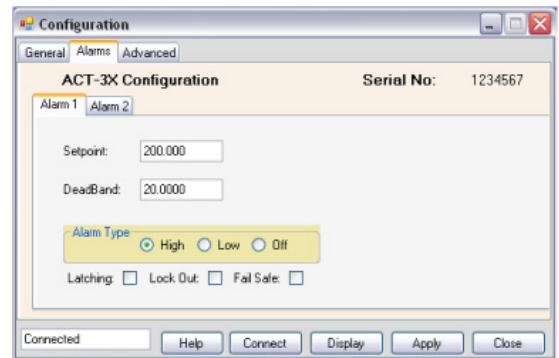 Configuration
General Alarms Advanced
ACT-3X Configuration Serial No: 1234567
Alarm 1 Alarm 2
Setpoint: 200.000
DeadBand: 20.0000
Alarm Type
High Low Off
Latching: Lock Out: Fail Safe:
Connected Help Connect Display Apply Close